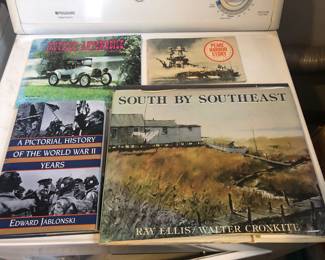 PEARL
HARBOR
STORY
SOUTH BY SOUTHEAST
A PICTORIAL HISTORY
OF THE WORLD WAR II
YEARS
EDWARD JABLONSKI
RAY ELLIS/WALTER CRONKITE